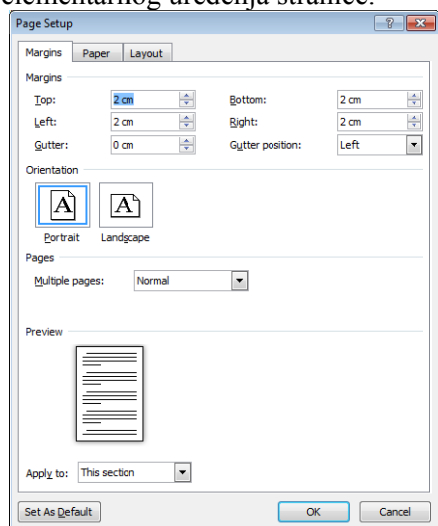 elementarnog uređenja stranice.
Page Setup
Margins Paper Layout
Margins
Top: 2 cm Bottom: 2 cm
Left: 2 cm Right: 2 cm
Gutter: 0 cm Gutter position: Left
Orientation
A A
Portrait Landscape
Pages
Multiple pages: Normal
Preview
Apply to: This section
Set As Default OK Cancel